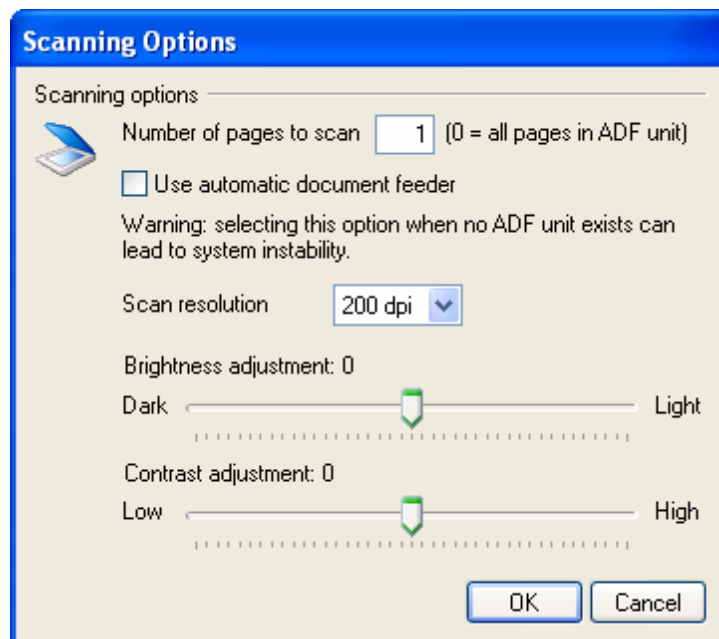 Scanning Options
Scanning options
Number of pages to scan 1 (0 = all pages in ADF unit)
Use automatic document feeder
Warning: selecting this option when no ADF unit exists can
lead to system instability.
Scan resolution 200 dpi
Brightness adjustment: 0
Dark Light
Contrast adjustment: 0
Low High
OK Cancel